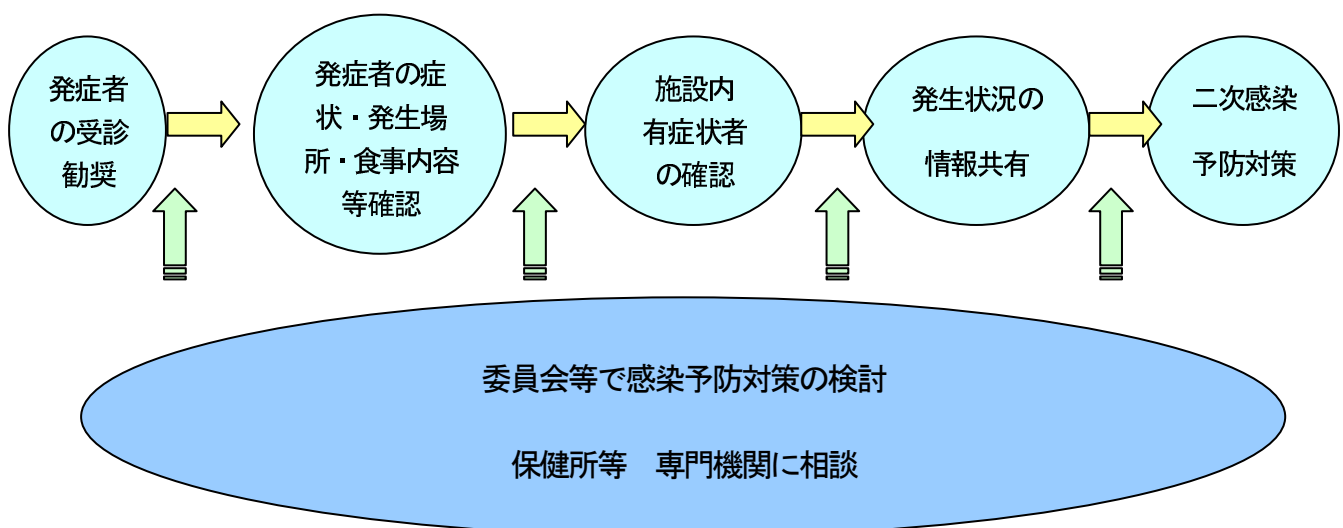 発症者
の受診
勧奨
発症者の症
状・発生場
所・食事内容
等確認
施設内
有症状者
の確認
発生状況の
情報共有
二次感染
予防対策
委員会等で感染予防対策の検討
保健所等　専門機関に相談